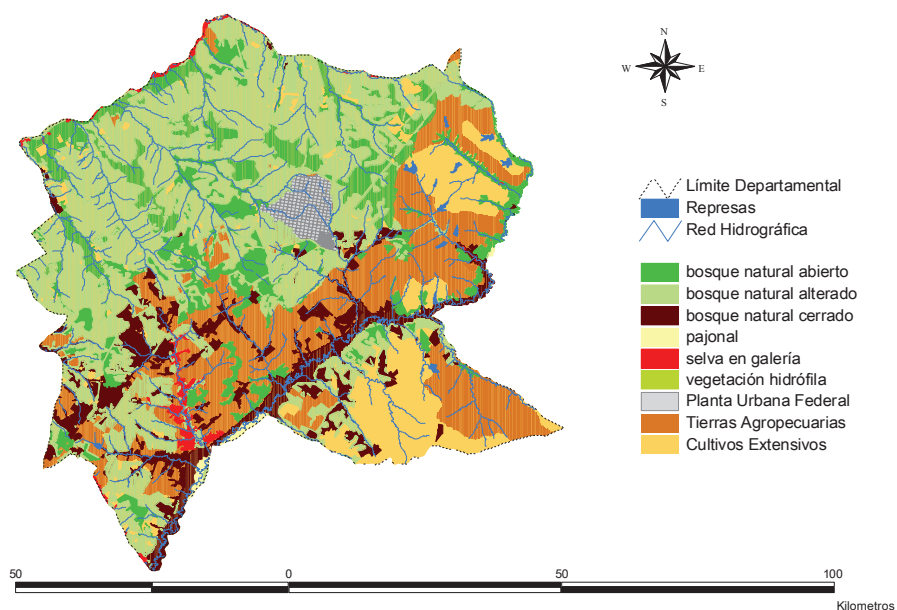 N
W E
S
Límite Departamental
Represas
Red Hidrográfica
bosque natural abierto
bosque natural alterado
bosque natural cerrado
pajonal
selva en galería
vegetación hidrófila
Planta Urbana Federal
Tierras Agropecuarias
Cultivos Extensivos
50 0 50 100
Kilometros